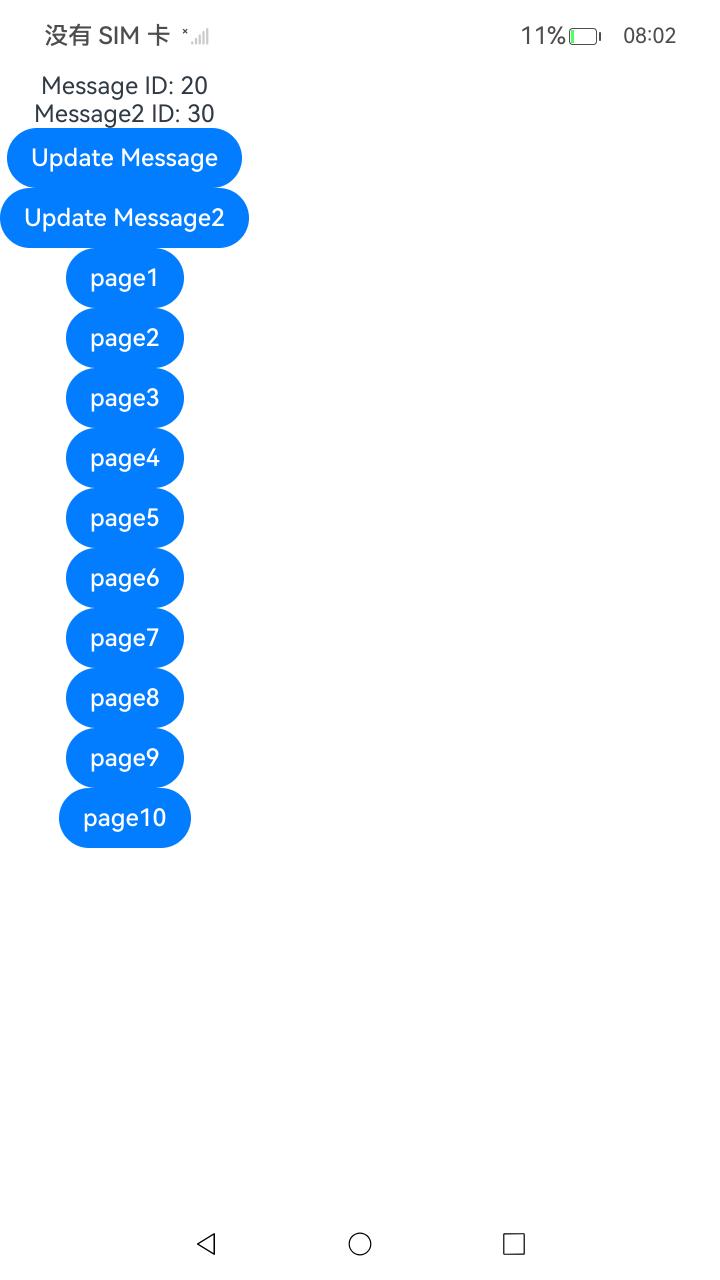 没有 SIM 卡 11% 08:02
Message ID: 20
Message2 ID: 30
Update Message
Update Message2
page1
page2
page3
page4
page5
page6
page7
page8
page9
page10